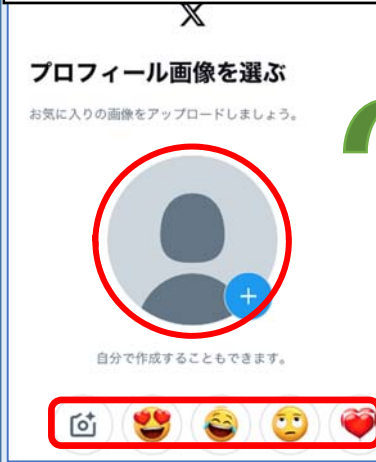 プロフィール画像を選ぶ
お気に入りの画像をアップロードしましょう。
自分で作成することもできます。